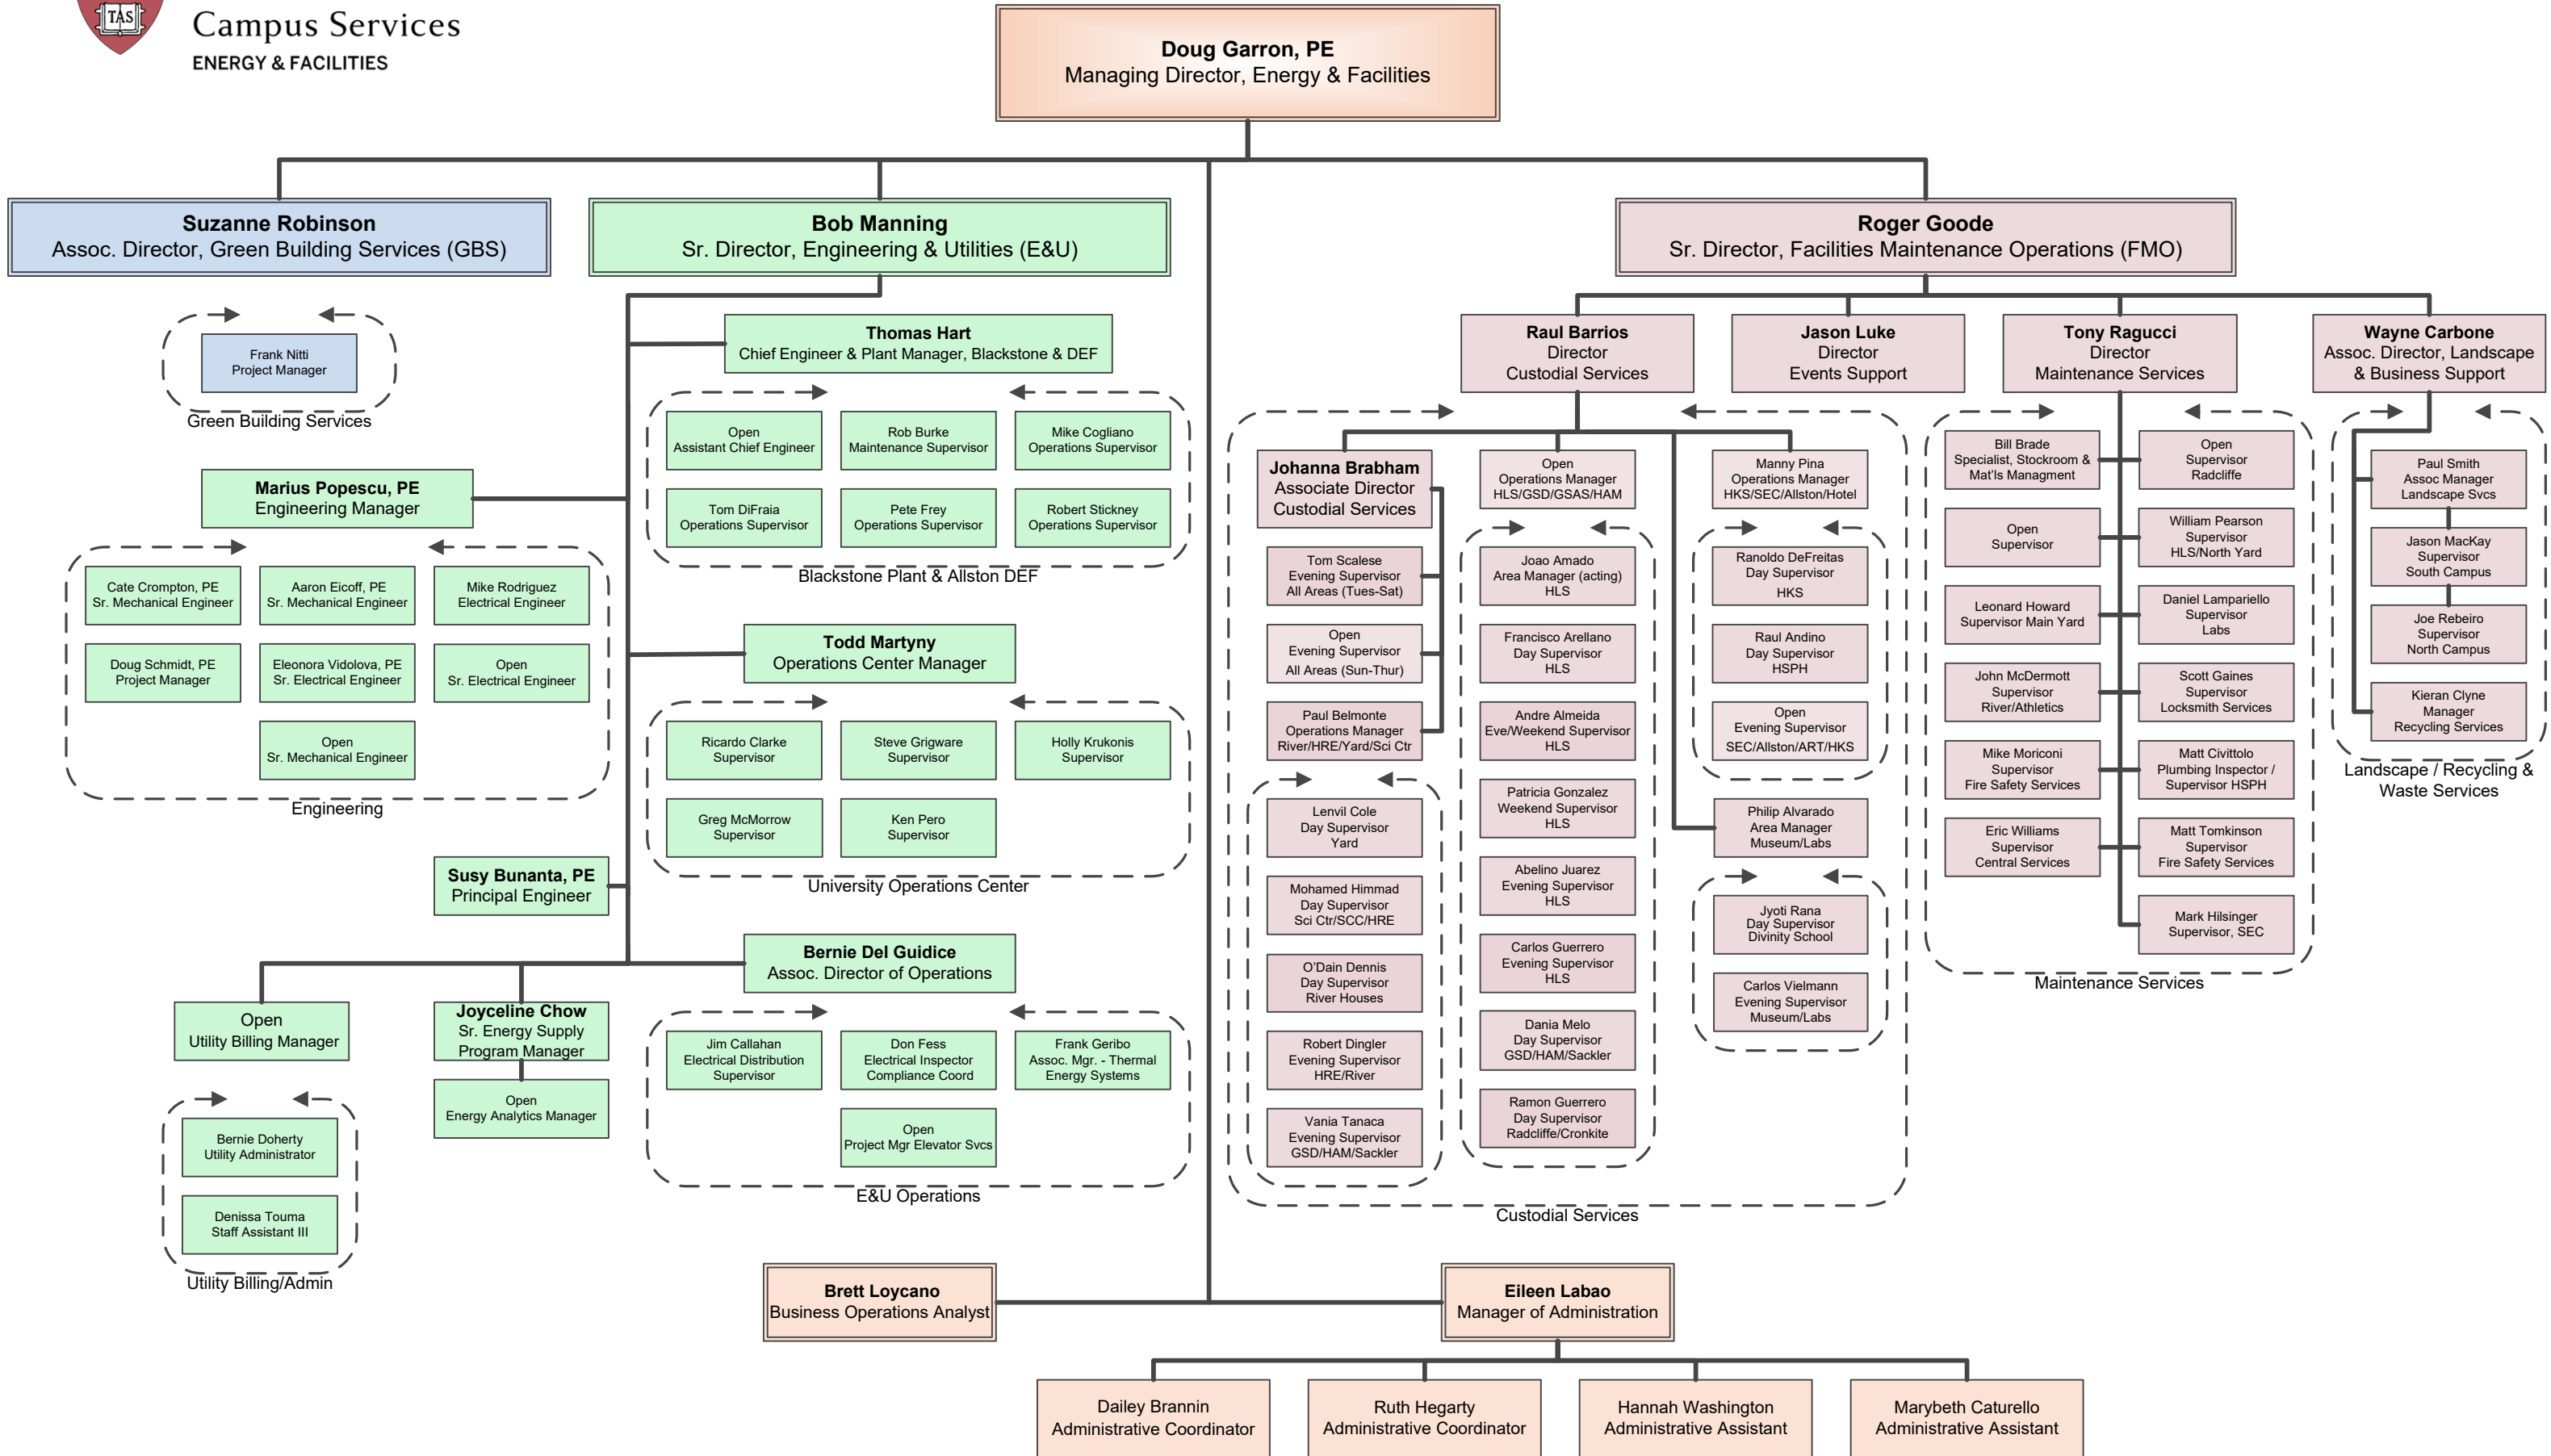 TAS
Campus Services
ENERGY & FACILITIES
Doug Garron, PE
Managing Director, Energy & Facilities
Suzanne Robinson
Assoc. Director, Green Building Services (GBS)
Bob Manning
Sr. Director, Engineering & Utilities (E&U)
Roger Goode
Sr. Director, Facilities Maintenance Operations (FMO)
Frank Nitti
Project Manager
Green Building Services
Thomas Hart
Chief Engineer & Plant Manager, Blackstone & DEF
Open
Assistant Chief Engineer
Rob Burke
Maintenance Supervisor
Mike Cogliano
Operations Supervisor
Tom DiFraia
Operations Supervisor
Pete Frey
Operations Supervisor
Robert Stickney
Operations Supervisor
Blackstone Plant & Allston DEF
Marius Popescu, PE
Engineering Manager
Cate Crompton, PE
Sr. Mechanical Engineer
Aaron Eicoff, PE
Sr. Mechanical Engineer
Mike Rodriguez
Electrical Engineer
Doug Schmidt, PE
Project Manager
Eleonora Vidolova, PE
Sr. Electrical Engineer
Open
Sr. Electrical Engineer
Open
Sr. Mechanical Engineer
Engineering
Todd Martyny
Operations Center Manager
Ricardo Clarke
Supervisor
Steve Grigware
Supervisor
Holly Krukonis
Supervisor
Greg McMorrow
Supervisor
Ken Pero
Supervisor
University Operations Center
Susy Bunanta, PE
Principal Engineer
Bernie Del Guidice
Assoc. Director of Operations
Open
Utility Billing Manager
Joyceline Chow
Sr. Energy Supply
Program Manager
Open
Energy Analytics Manager
Bernie Doherty
Utility Administrator
Denissa Touma
Staff Assistant III
Utility Billing/Admin
Jim Callahan
Electrical Distribution
Supervisor
Don Fess
Electrical Inspector
Compliance Coord
Frank Geribo
Assoc. Mgr. - Thermal
Energy Systems
Open
Project Mgr Elevator Svcs
E&U Operations
Raul Barrios
Director
Custodial Services
Jason Luke
Director
Events Support
Tony Ragucci
Director
Maintenance Services
Wayne Carbone
Assoc. Director, Landscape
& Business Support
Johanna Brabham
Associate Director
Custodial Services
Tom Scalese
Evening Supervisor
All Areas (Tues-Sat)
Open
Evening Supervisor
All Areas (Sun-Thur)
Paul Belmonte
Operations Manager
River/HRE/Yard/Sci Ctr
Lenvil Cole
Day Supervisor
Yard
Mohamed Himmad
Day Supervisor
Sci Ctr/SCC/HRE
O'Dain Dennis
Day Supervisor
River Houses
Robert Dingler
Evening Supervisor
HRE/River
Vania Tanaca
Evening Supervisor
GSD/HAM/Sackler
Open
Operations Manager
HLS/GSD/GSAS/HAM
Joao Amado
Area Manager (acting)
HLS
Francisco Arellano
Day Supervisor
HLS
Andre Almeida
Eve/Weekend Supervisor
HLS
Patricia Gonzalez
Weekend Supervisor
HLS
Abelino Juarez
Evening Supervisor
HLS
Carlos Guerrero
Evening Supervisor
HLS
Dania Melo
Day Supervisor
GSD/HAM/Sackler
Ramon Guerrero
Day Supervisor
Radcliffe/Cronkite
Manny Pina
Operations Manager
HKS/SEC/Allston/Hotel
Ranoldo DeFreitas
Day Supervisor
HKS
Raul Andino
Day Supervisor
HSPH
Open
Evening Supervisor
SEC/Allston/ART/HKS
Philip Alvarado
Area Manager
Museum/Labs
Jyoti Rana
Day Supervisor
Divinity School
Carlos Vielmann
Evening Supervisor
Museum/Labs
Custodial Services
Bill Brade
Specialist, Stockroom &
Mat'ls Managment
Open
Supervisor
Radcliffe
Open
Supervisor
William Pearson
Supervisor
HLS/North Yard
Leonard Howard
Supervisor Main Yard
Daniel Lampariello
Supervisor
Labs
John McDermott
Supervisor
River/Athletics
Scott Gaines
Supervisor
Locksmith Services
Mike Moriconi
Supervisor
Fire Safety Services
Matt Civittolo
Plumbing Inspector /
Supervisor HSPH
Eric Williams
Supervisor
Central Services
Matt Tomkinson
Supervisor
Fire Safety Services
Mark Hilsinger
Supervisor, SEC
Maintenance Services
Paul Smith
Assoc Manager
Landscape Svcs
Jason MacKay
Supervisor
South Campus
Joe Rebeiro
Supervisor
North Campus
Kieran Clyne
Manager
Recycling Services
Landscape / Recycling &
Waste Services
Brett Loycano
Business Operations Analyst
Eileen Labao
Manager of Administration
Dailey Brannin
Administrative Coordinator
Ruth Hegarty
Administrative Coordinator
Hannah Washington
Administrative Assistant
Marybeth Caturello
Administrative Assistant